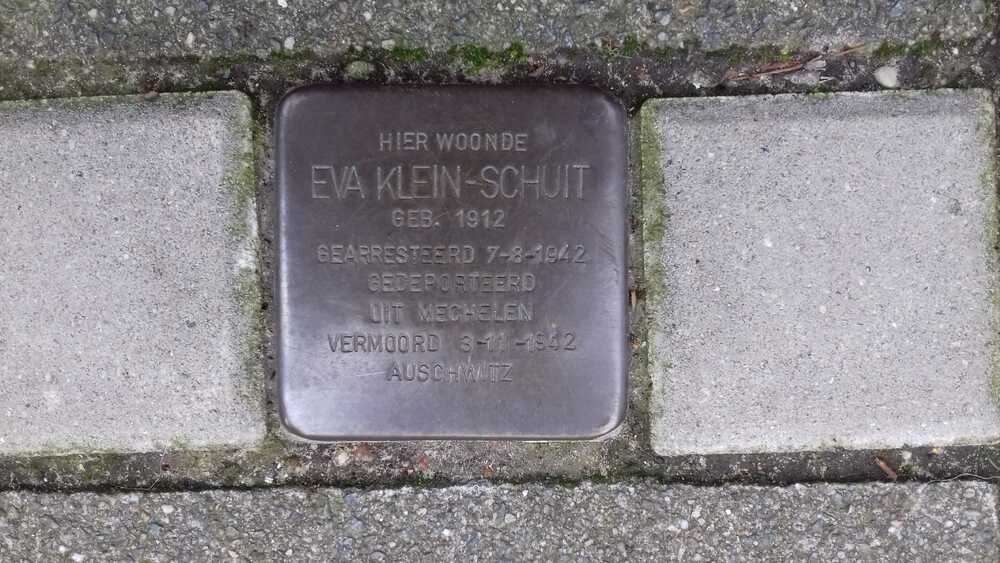 HIER WOONDE
EVA KLEIN-SCHUIT
GEB. 1912
GEARRESTEERD 7-8-1942
GEDEPORTEERD
UIT MECHELEN
VERMOORD 3-11-1942
AUSCHWITZ